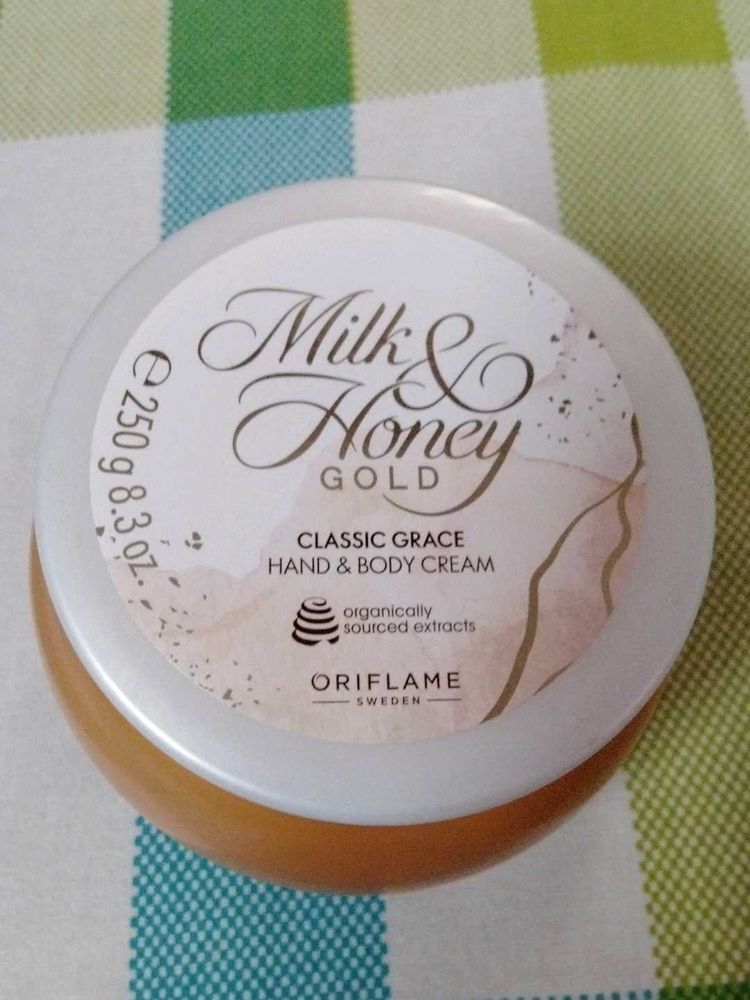 Milk &
Honey
GOLD
CLASSIC GRACE
HAND & BODY CREAM
organically
sourced extracts
ORIFLAME
SWEDEN
℮ 250 g 8.3 oz.